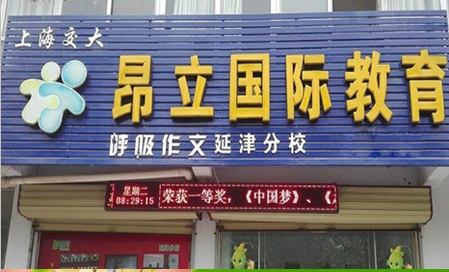 上海交大
昂立国际教育
呼吸作文延津分校
星期二
08:29:15
荣获一等奖，《中国梦》、